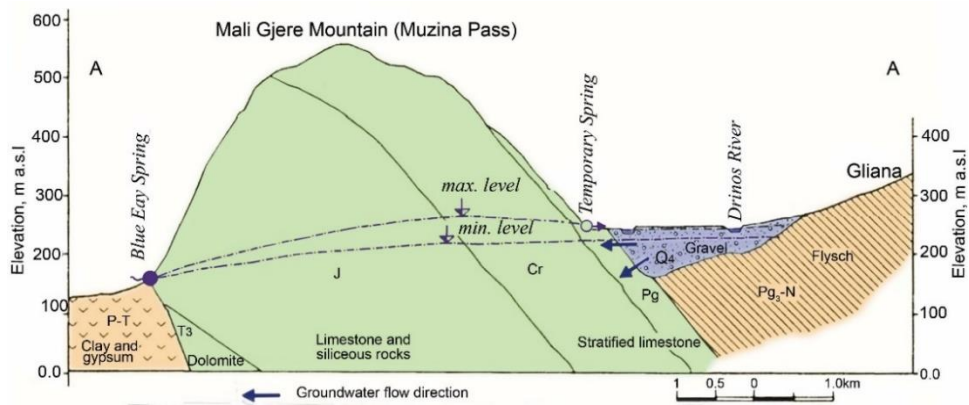 Mali Gjere Mountain (Muzina Pass)
600
500
400
300
200
100
0.0
Elevation, m a.s.l
A
A
400
300
200
100
0.0
Elevation, m a.s.l
Blue Eay Spring
Temporary Spring
Drinos River
Gliana
max. level
min. level
Gravel
Q4
Flysch
J
Cr
Pg
Pg3-N
P-T
Clay and
gypsum
T3
Dolomite
Limestone and
siliceous rocks
Stratified limestone
Groundwater flow direction
1 0.5 0 1.0km